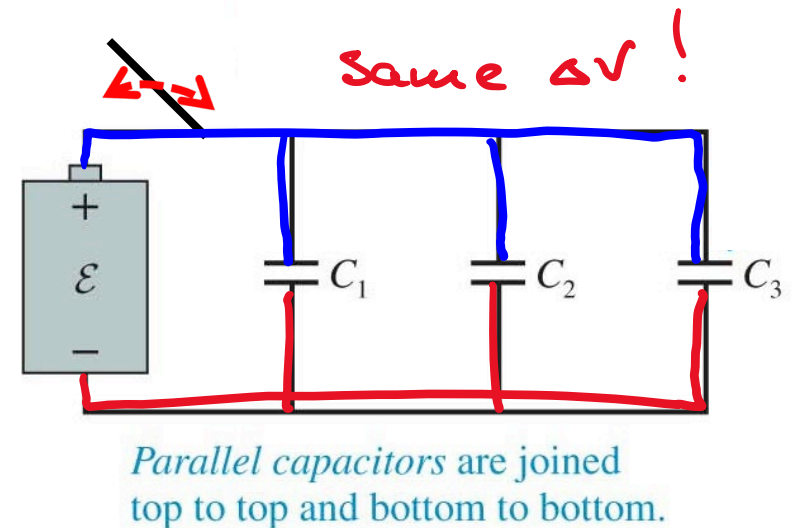 same ΔV!
+
ℰ
−
C₁
C₂
C₃
Parallel capacitors are joined
top to top and bottom to bottom.